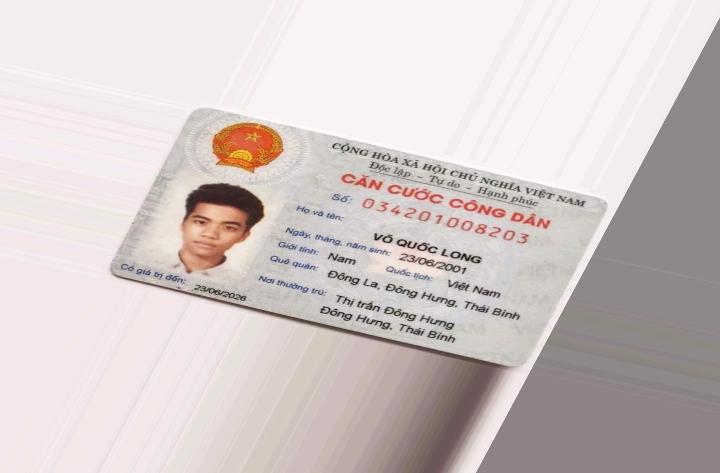 CỘNG HÒA XÃ HỘI CHỦ NGHĨA VIỆT NAM
Độc lập - Tự do - Hạnh phúc
CĂN CƯỚC CÔNG DÂN
Số: 034201008203
Họ và tên:
VÕ QUỐC LONG
Ngày, tháng, năm sinh: 23/06/2001
Giới tính: Nam Quốc tịch: Việt Nam
Quê quán: Đông La, Đông Hưng, Thái Bình
Nơi thường trú: Thị trấn Đông Hưng
Đông Hưng, Thái Bình
Có giá trị đến: 23/06/2026